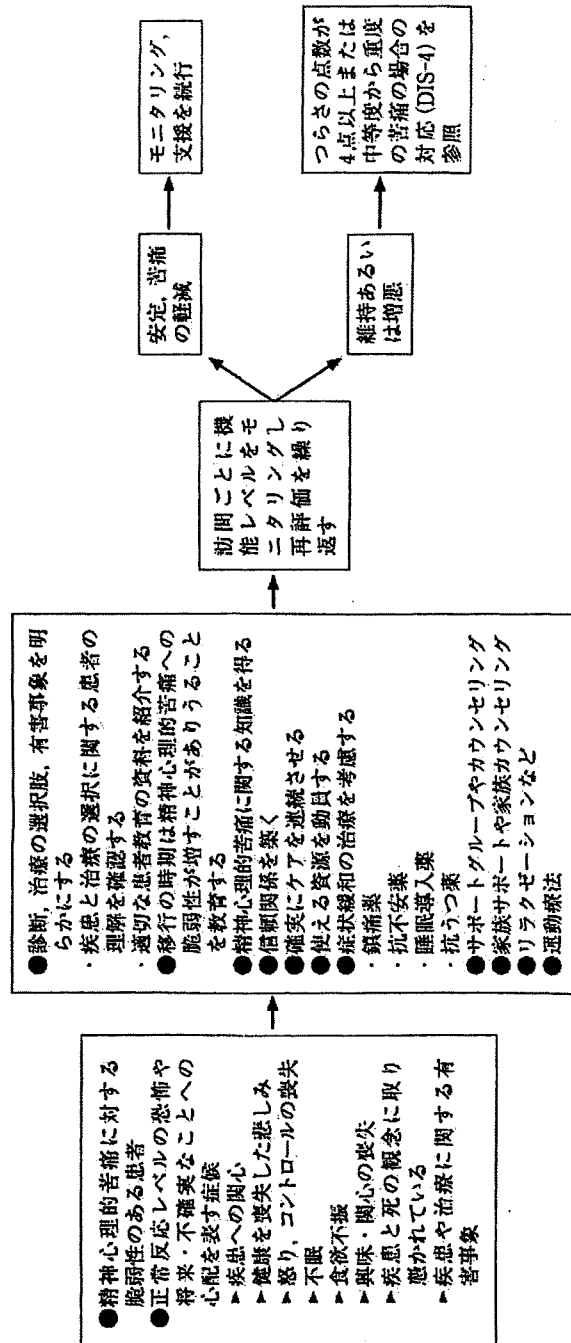 ●精神心理的苦痛に対する
脆弱性のある患者
●正常反応レベルの恐怖や
将来・不確実なことへの
心配を表す症候
►疾患への関心
►健康を喪失した悲しみ
►怒り，コントロールの喪失
►不眠
►食欲不振
►興味・関心の喪失
►疾患と死の観念に取り
憑かれている
►疾患や治療に関する有
害事象
●診断，治療の選択肢，有害事象を明
らかにする
・疾患と治療の選択に関する患者の
理解を確認する
・適切な患者教育の資料を紹介する
●移行の時期は精神心理的苦痛への
脆弱性が増すことがありうること
を教育する
●精神心理的苦痛に関する知識を得る
●信頼関係を築く
●確実にケアを連続させる
●使える資源を動員する
●症状緩和の治療を考慮する
・鎮痛薬
・抗不安薬
・睡眠導入薬
・抗うつ薬
●サポートグループやカウンセリング
●家族サポートや家族カウンセリング
●リラクゼーションなど
●運動療法
訪問ごとに機
能レベルをモ
ニタリングし
再評価を繰り
返す
安定，苦痛
の軽減
モニタリング，
支援を続行
維持あるい
は増悪
つらさの点数が
4点以上または
中等度から重度
の苦痛の場合の
対応(DIS-4)を
参照